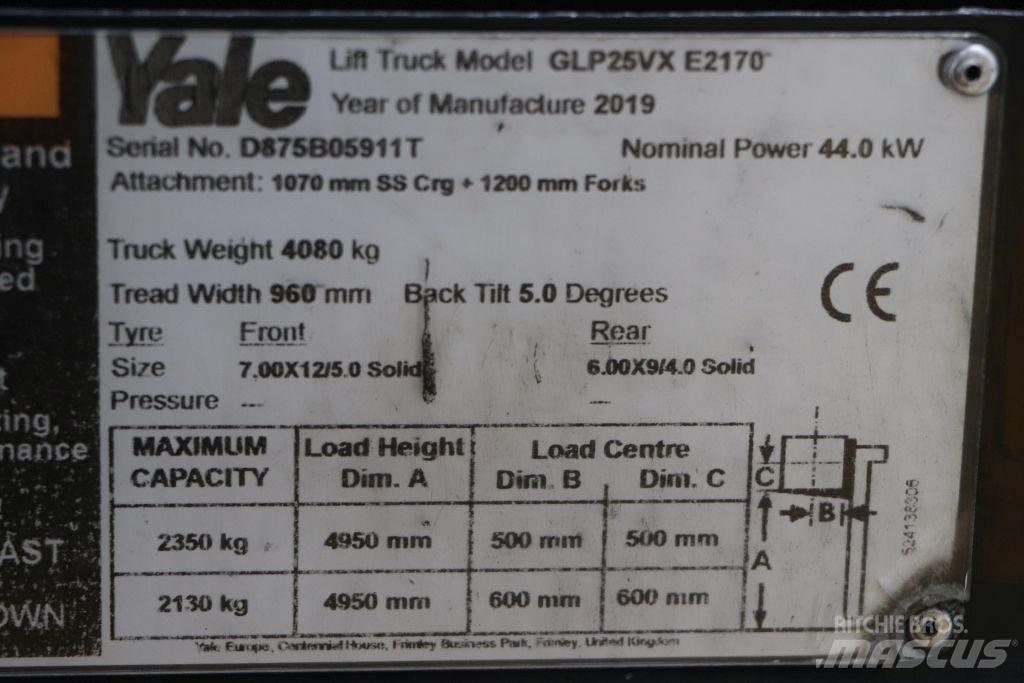 Yale
Lift Truck Model GLP25VX E2170
Year of Manufacture 2019
Serial No. D875B05911T Nominal Power 44.0 kW
Attachment: 1070 mm SS Crg + 1200 mm Forks
Truck Weight 4080 kg
Tread Width 960 mm Back Tilt 5.0 Degrees
CE
Tyre Front Rear
Size 7.00X12/5.0 Solid 6.00X9/4.0 Solid
Pressure --- ---
MAXIMUM CAPACITY Load Height Dim. A Load Centre Dim. B Dim. C
2350 kg 4950 mm 500 mm 500 mm
2130 kg 4950 mm 600 mm 600 mm
C
B
A
524138806
Yale Europe, Centennial House, Frimley Business Park, Frimley, United Kingdom
and
ing
ed
nance
AST
OWN
RITCHIE BROS.
MASCUS